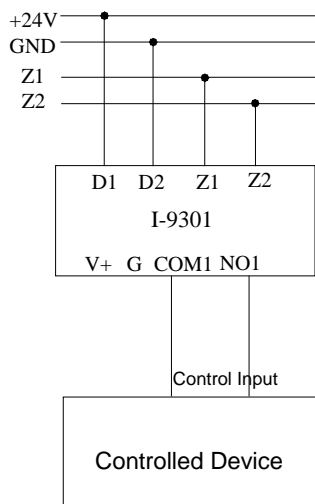 +24V
GND
Z1
Z2
D1 D2 Z1 Z2
I-9301
V+ G COM1 NO1
Control Input
Controlled Device